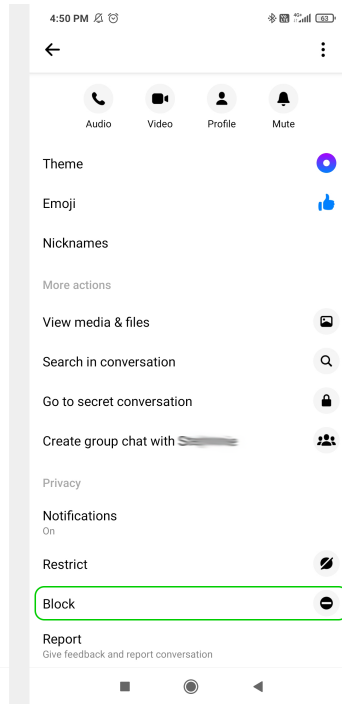 4:50 PM
4G+
63
Audio Video Profile Mute
Theme
Emoji
Nicknames
More actions
View media & files
Search in conversation
Go to secret conversation
Create group chat with
Privacy
Notifications
On
Restrict
Block
Report
Give feedback and report conversation